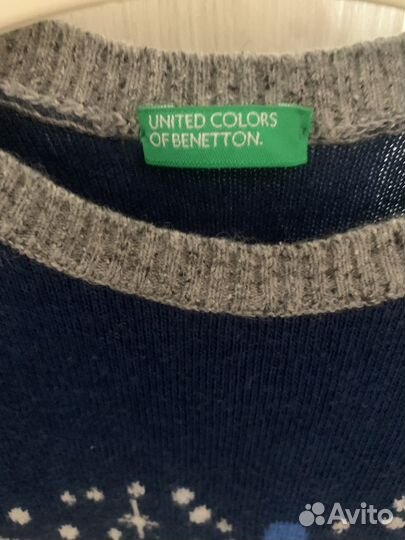 UNITED COLORS
OF BENETTON.
Avito